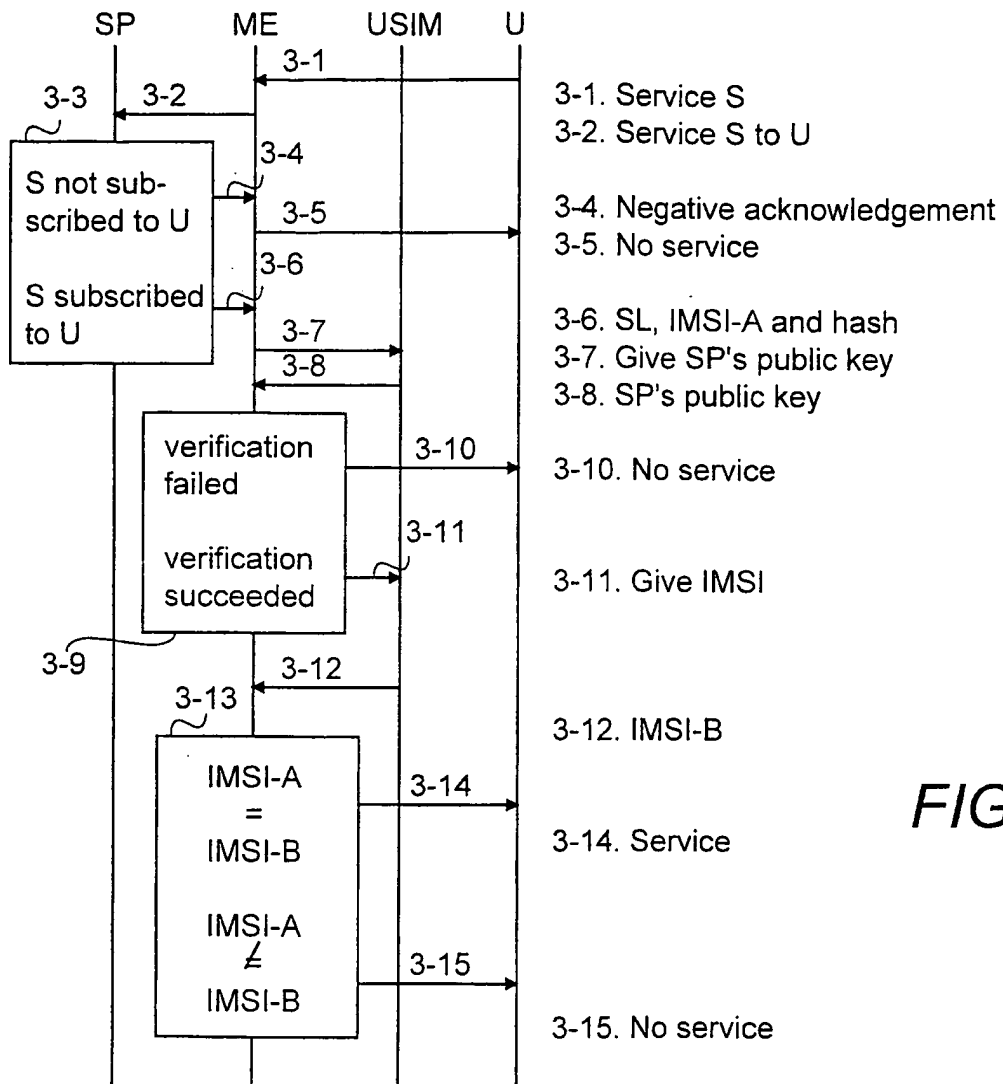 SP ME USIM U
3-1
3-3
3-2
3-1. Service S
3-2. Service S to U
S not sub-
scribed to U
3-4
3-5
3-4. Negative acknowledgement
3-5. No service
3-6
S subscribed
to U
3-7
3-8
3-6. SL, IMSI-A and hash
3-7. Give SP's public key
3-8. SP's public key
verification
failed
3-10
3-10. No service
3-11
verification
succeeded
3-11. Give IMSI
3-9
3-12
3-13
3-12. IMSI-B
IMSI-A
=
IMSI-B
3-14
3-14. Service
FIG
IMSI-A
≠
IMSI-B
3-15
3-15. No service